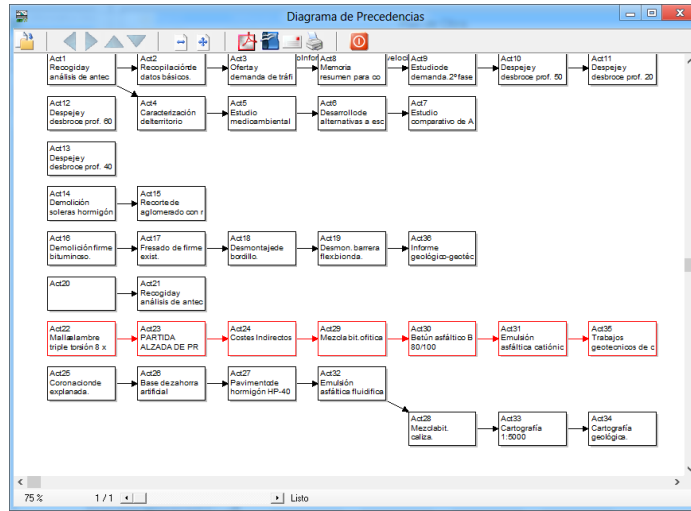 Diagrama de Precedencias
Act1
Recogiday
análisis de antec
Act2
Recopilaciónde
datos básicos.
Act3
Ofertay
demanda de tráfi
Act8
Memoria
resumen para co
Act9
Estudiode
demanda.2ªfase
Act10
Despejey
desbroce prof. 50
Act11
Despejey
desbroce prof. 20
Act12
Despejey
desbroce prof. 60
Act4
Caracterización
delterritorio
Act5
Estudio
medioambiental
Act6
Desarrollode
alternativas a esc
Act7
Estudio
comparativo de A
Act13
Despejey
desbroce prof. 40
Act14
Demolición
soleras hormigón
Act15
Recortede
aglomerado con r
Act16
Demoliciónfirme
bituminoso.
Act17
Fresado de firme
exist.
Act18
Desmontajede
bordillo.
Act19
Desmon. barrera
flex.bionda.
Act36
Informe
geológico-geotéc
Act20
Act21
Recogiday
análisis de antec
Act22
Mallaalambre
triple torsión 8 x
Act23
PARTIDA
ALZADA DE PR
Act24
Costes Indirectos
Act29
Mezcla bit. ofitica
Act30
Betún asfáltico B
80/100
Act31
Emulsión
asfáltica catiónic
Act35
Trabajos
geotecnicos de c
Act25
Coronacionde
explanada.
Act26
Base dezahorra
artificial
Act27
Pavimentode
hormigón HP-40
Act32
Emulsión
asfáltica fluidifica
Act28
Mezclabit.
caliza.
Act33
Cartografía
1:5000
Act34
Cartografía
geológica.
75 %
1 / 1
Listo